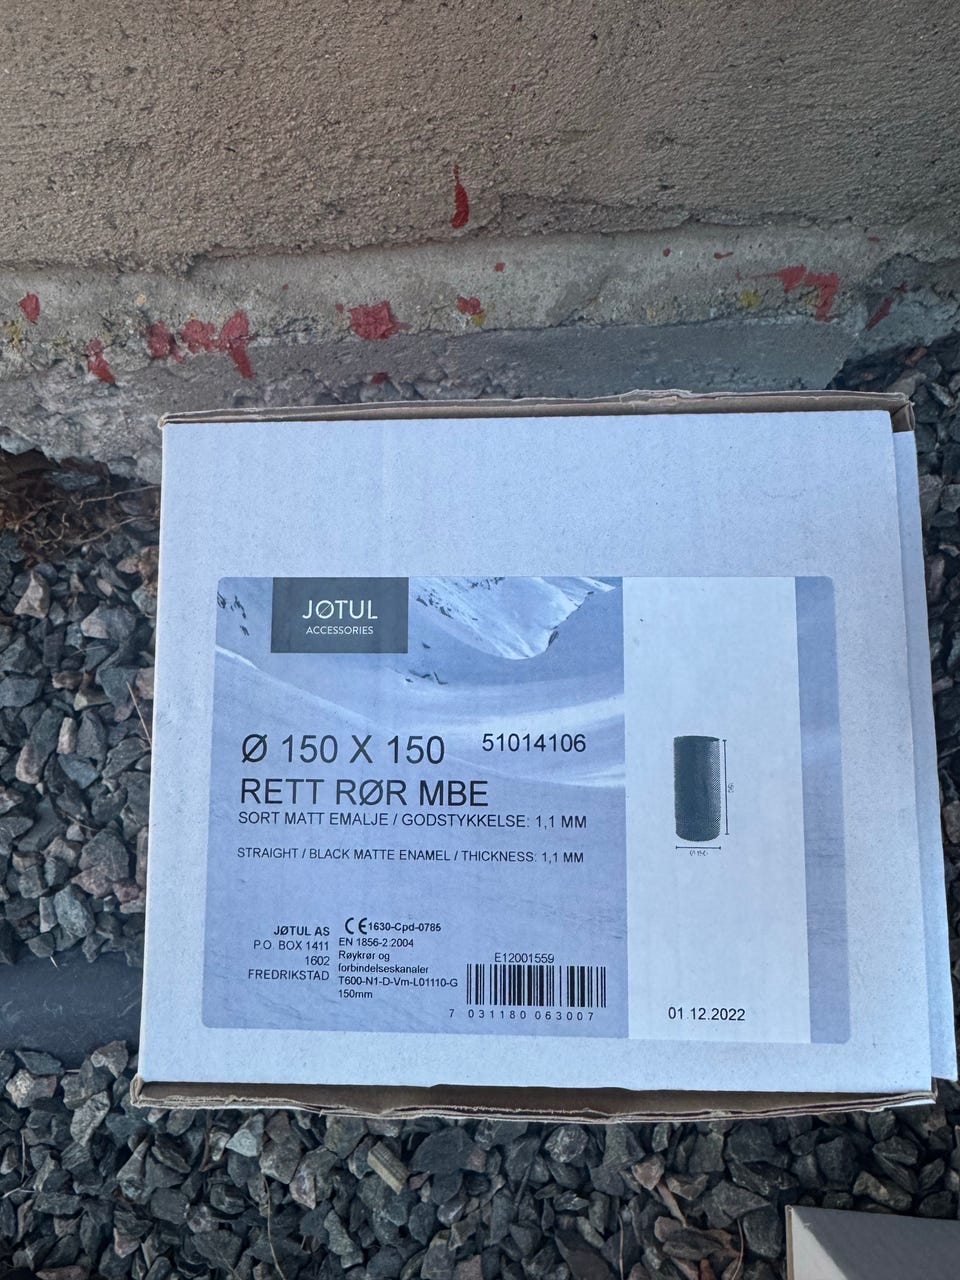 JØTUL
ACCESSORIES
Ø 150 X 150 51014106
RETT RØR MBE
SORT MATT EMALJE / GODSTYKKELSE: 1,1 MM
STRAIGHT / BLACK MATTE ENAMEL / THICKNESS: 1,1 MM
JØTUL AS
P.O. BOX 1411
1602
FREDRIKSTAD
CE 1630-Cpd-0785
EN 1856-2:2004
Røykrør og
forbindelseskanaler
T600-N1-D-Vm-L01110-G
150mm
E12001559
7 031180 063007
01.12.2022